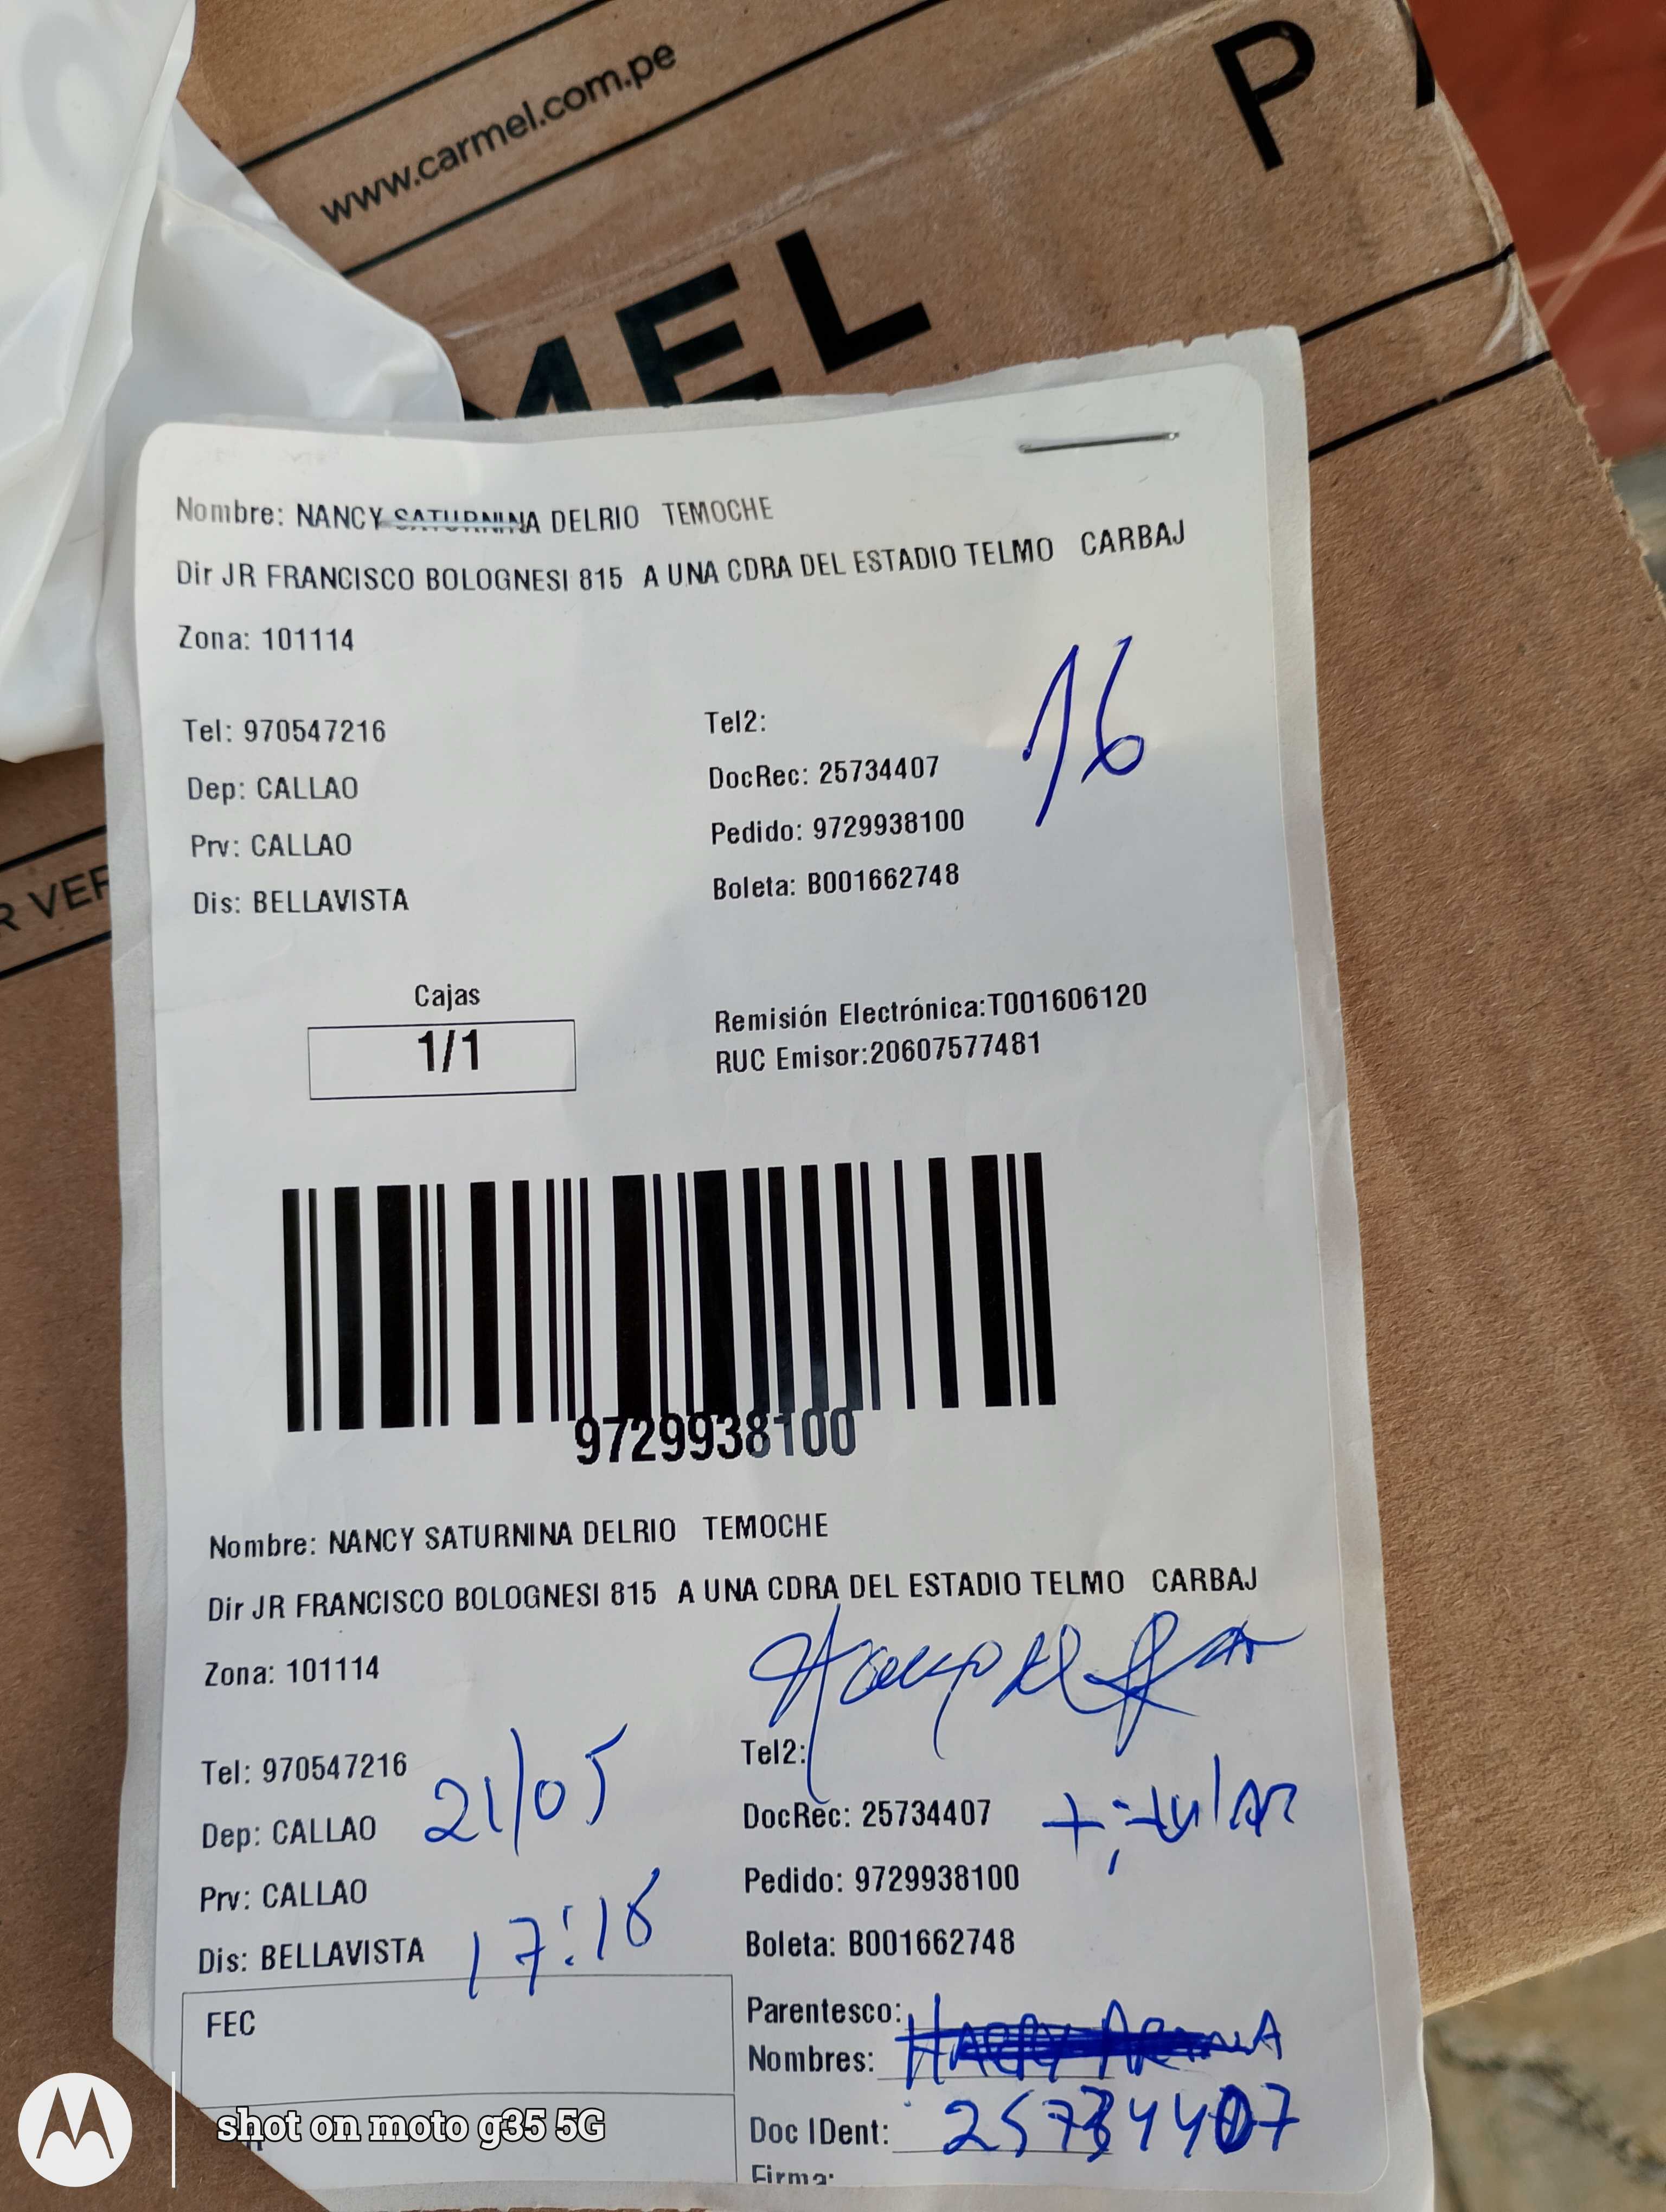 www.carmel.com.pe
P
MEL
R VER
Nombre: NANCY SATURNINA DELRIO TEMOCHE
Dir JR FRANCISCO BOLOGNESI 815 A UNA CDRA DEL ESTADIO TELMO CARBAJ
Zona: 101114
16
Tel: 970547216
Tel2:
Dep: CALLAO
DocRec: 25734407
Prv: CALLAO
Pedido: 9729938100
Dis: BELLAVISTA
Boleta: B001662748
Cajas
1/1
Remisión Electrónica:T001606120
RUC Emisor:20607577481
9729938100
Nombre: NANCY SATURNINA DELRIO TEMOCHE
Dir JR FRANCISCO BOLOGNESI 815 A UNA CDRA DEL ESTADIO TELMO CARBAJ
Zona: 101114
Tel: 970547216
21/05
Tel2:
Dep: CALLAO
DocRec: 25734407
titular
Prv: CALLAO
Pedido: 9729938100
Dis: BELLAVISTA
17:16
Boleta: B001662748
FEC
Parentesco:
Nombres:
Doc IDent: 25734407
Firma:
shot on moto g35 5G